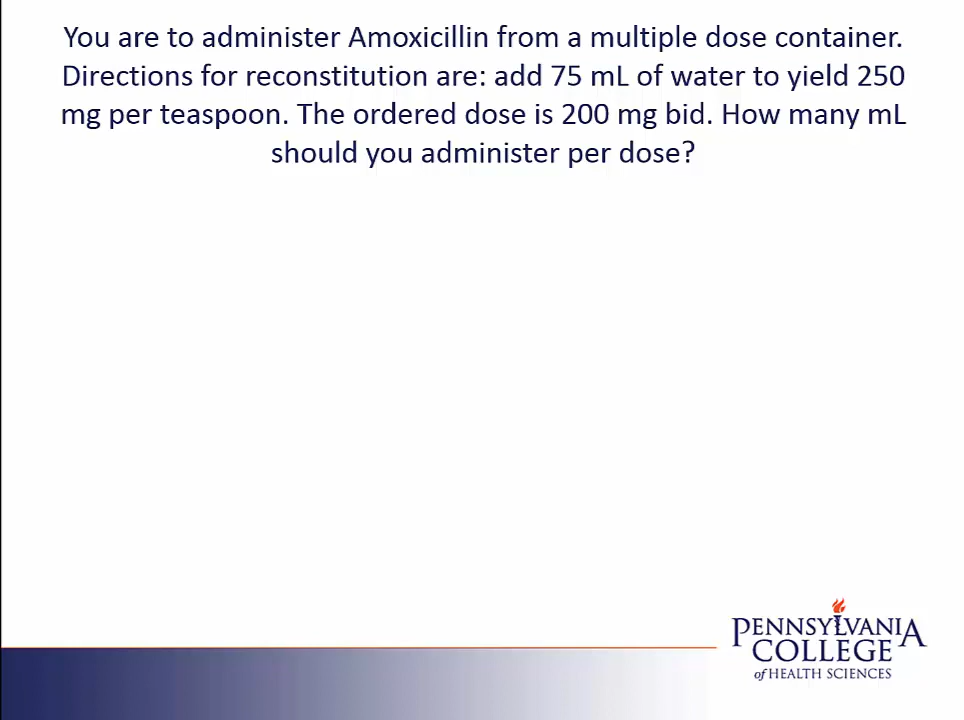 You are to administer Amoxicillin from a multiple dose container.
Directions for reconstitution are: add 75 mL of water to yield 250
mg per teaspoon. The ordered dose is 200 mg bid. How many mL
should you administer per dose?
PENNSYLVANIA
COLLEGE
of HEALTH SCIENCES